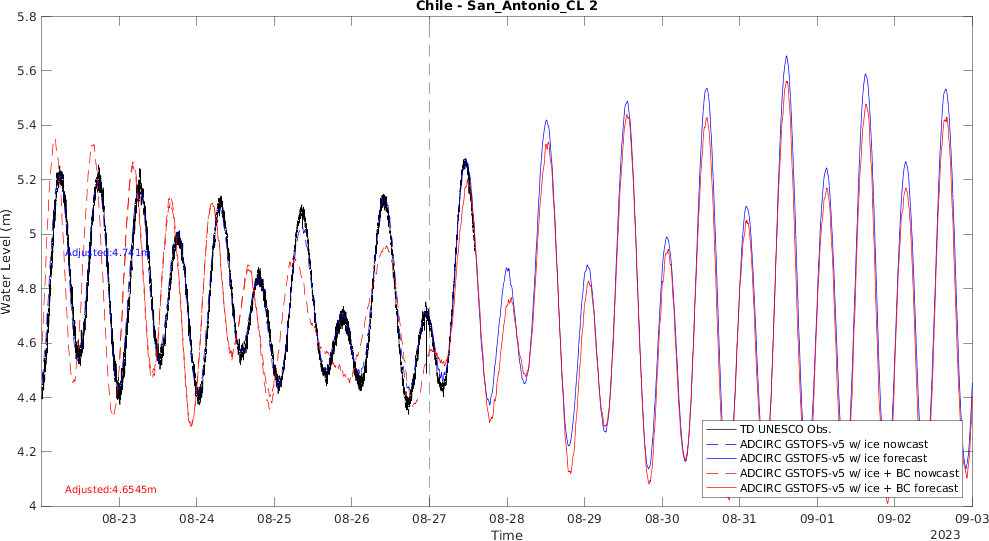 Chile - San_Antonio_CL 2
5.8
5.6
5.4
5.2
5
4.8
4.6
4.4
4.2
4
Water Level (m)
Adjusted:4.741m
Adjusted:4.6545m
TD UNESCO Obs.
ADCIRC GSTOFS-v5 w/ ice nowcast
ADCIRC GSTOFS-v5 w/ ice forecast
ADCIRC GSTOFS-v5 w/ ice + BC nowcast
ADCIRC GSTOFS-v5 w/ ice + BC forecast
08-23 08-24 08-25 08-26 08-27 08-28 08-29 08-30 08-31 09-01 09-02 09-03
Time
2023